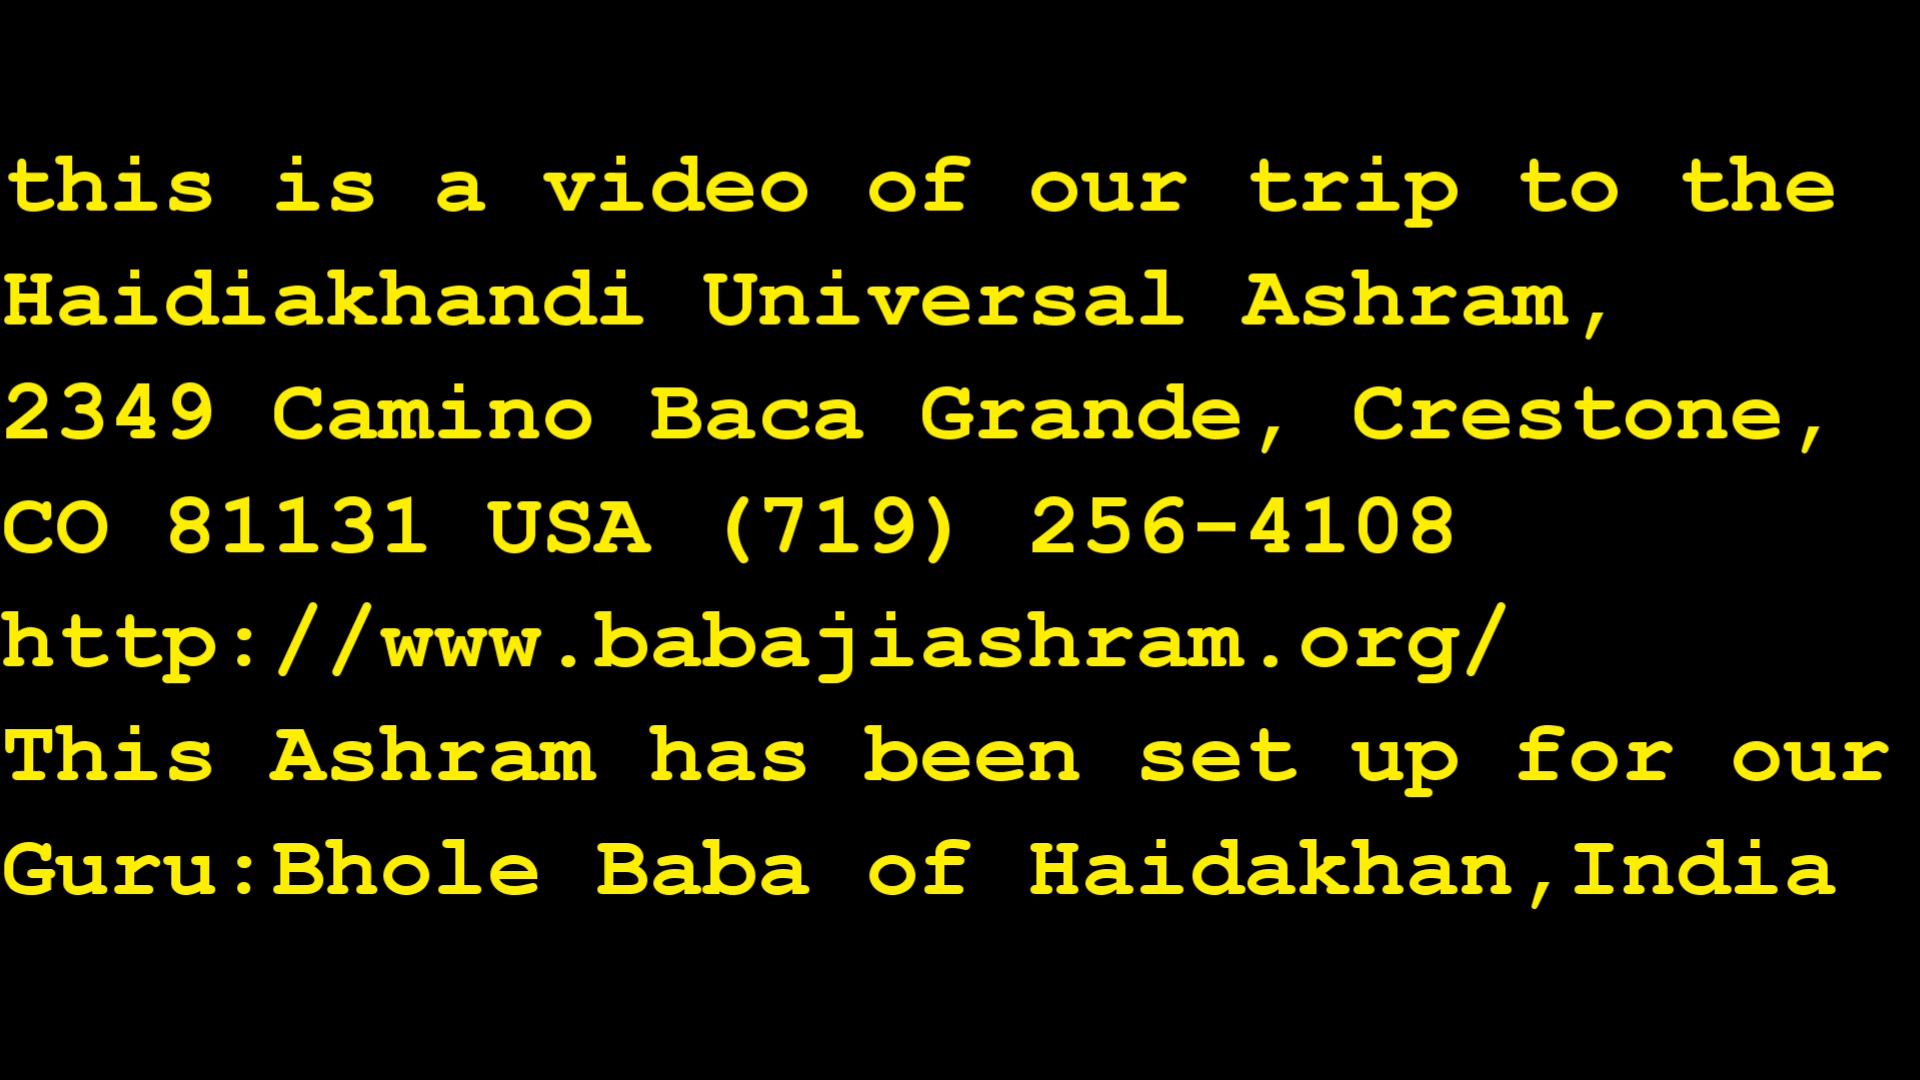 this is a video of our trip to the
Haidiakhandi Universal Ashram,
2349 Camino Baca Grande, Crestone,
CO 81131 USA (719) 256-4108
http://www.babajiashram.org/
This Ashram has been set up for our
Guru:Bhole Baba of Haidakhan,India